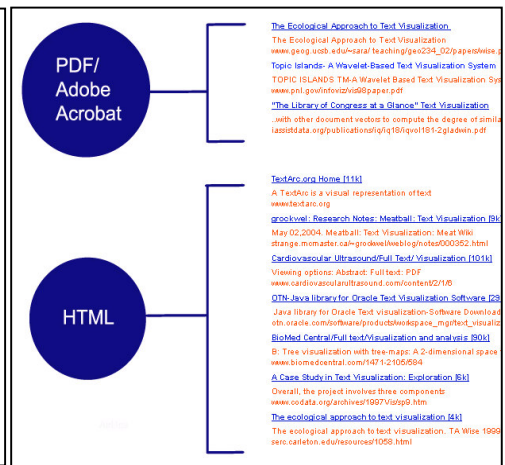 PDF/
Adobe
Acrobat
The Ecological Approach to Text Visualization
The Ecological Approach to Text Visualization
www.geog.ucsb.edu/~sara/ teaching/geo234_02/papers/wise.p
Topic Islands- A Wavelet-Based Text Visualization System
TOPIC ISLANDS TM-A Wavelet Based Text Visualization Sys
www.pnl.gov/infoviz/vis98paper.pdf
"The Library of Congress at a Glance" Text Visualization
..with other document vectors to compute the degree of simila
iassistdata.org/publications/iq/iq18/iqvol181-2gladwin.pdf
HTML
TextArc.org Home [11k]
A TextArc is a visual representation of text
www.textarc.org
grockwel: Research Notes: Meatball: Text Visualization [9k]
May 02,2004. Meatball: Text Visualization: Meat Wiki
strange.mcmaster.ca/~grockwel/weblog/notes/000352.html
Cardiovascular Ultrasound/Full Text/ Visualization [101k]
Viewing options; Abstract; Full text; PDF
www.cardiovascularultrasound.com/content/2/1/6
OTN-Java library for Oracle Text Visualization Software [29
Java library for Oracle Text visualization-Software Download
otn.oracle.com/software/products/workspace_mgr/text_visualiz
BioMed Central/Full text/Visualization and analysis [90k]
B: Tree visualization with tree-maps: A 2-dimensional space
www.biomedcentral.com/1471-2105/584
A Case Study in Text Visualization: Exploration [6k]
Overall, the project involves three components
www.codata.org/archives/1997Vis/sp9.htm
The ecological approach to text visualization [4k]
The ecological approach to text visualization. TA Wise 1999
serc.carleton.edu/resources/1058.html